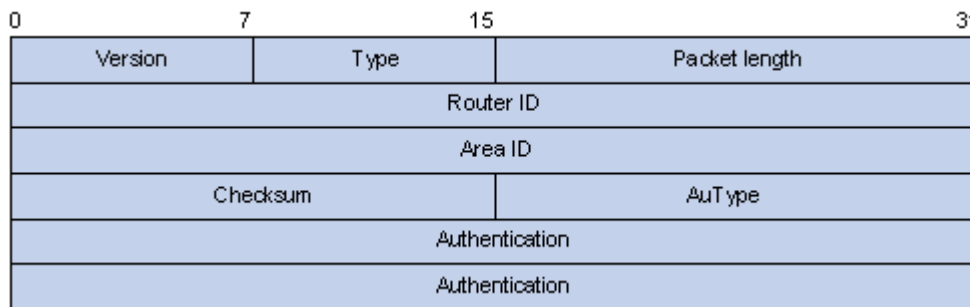 0 7 15 31
Version Type Packet length
Router ID
Area ID
Checksum AuType
Authentication
Authentication